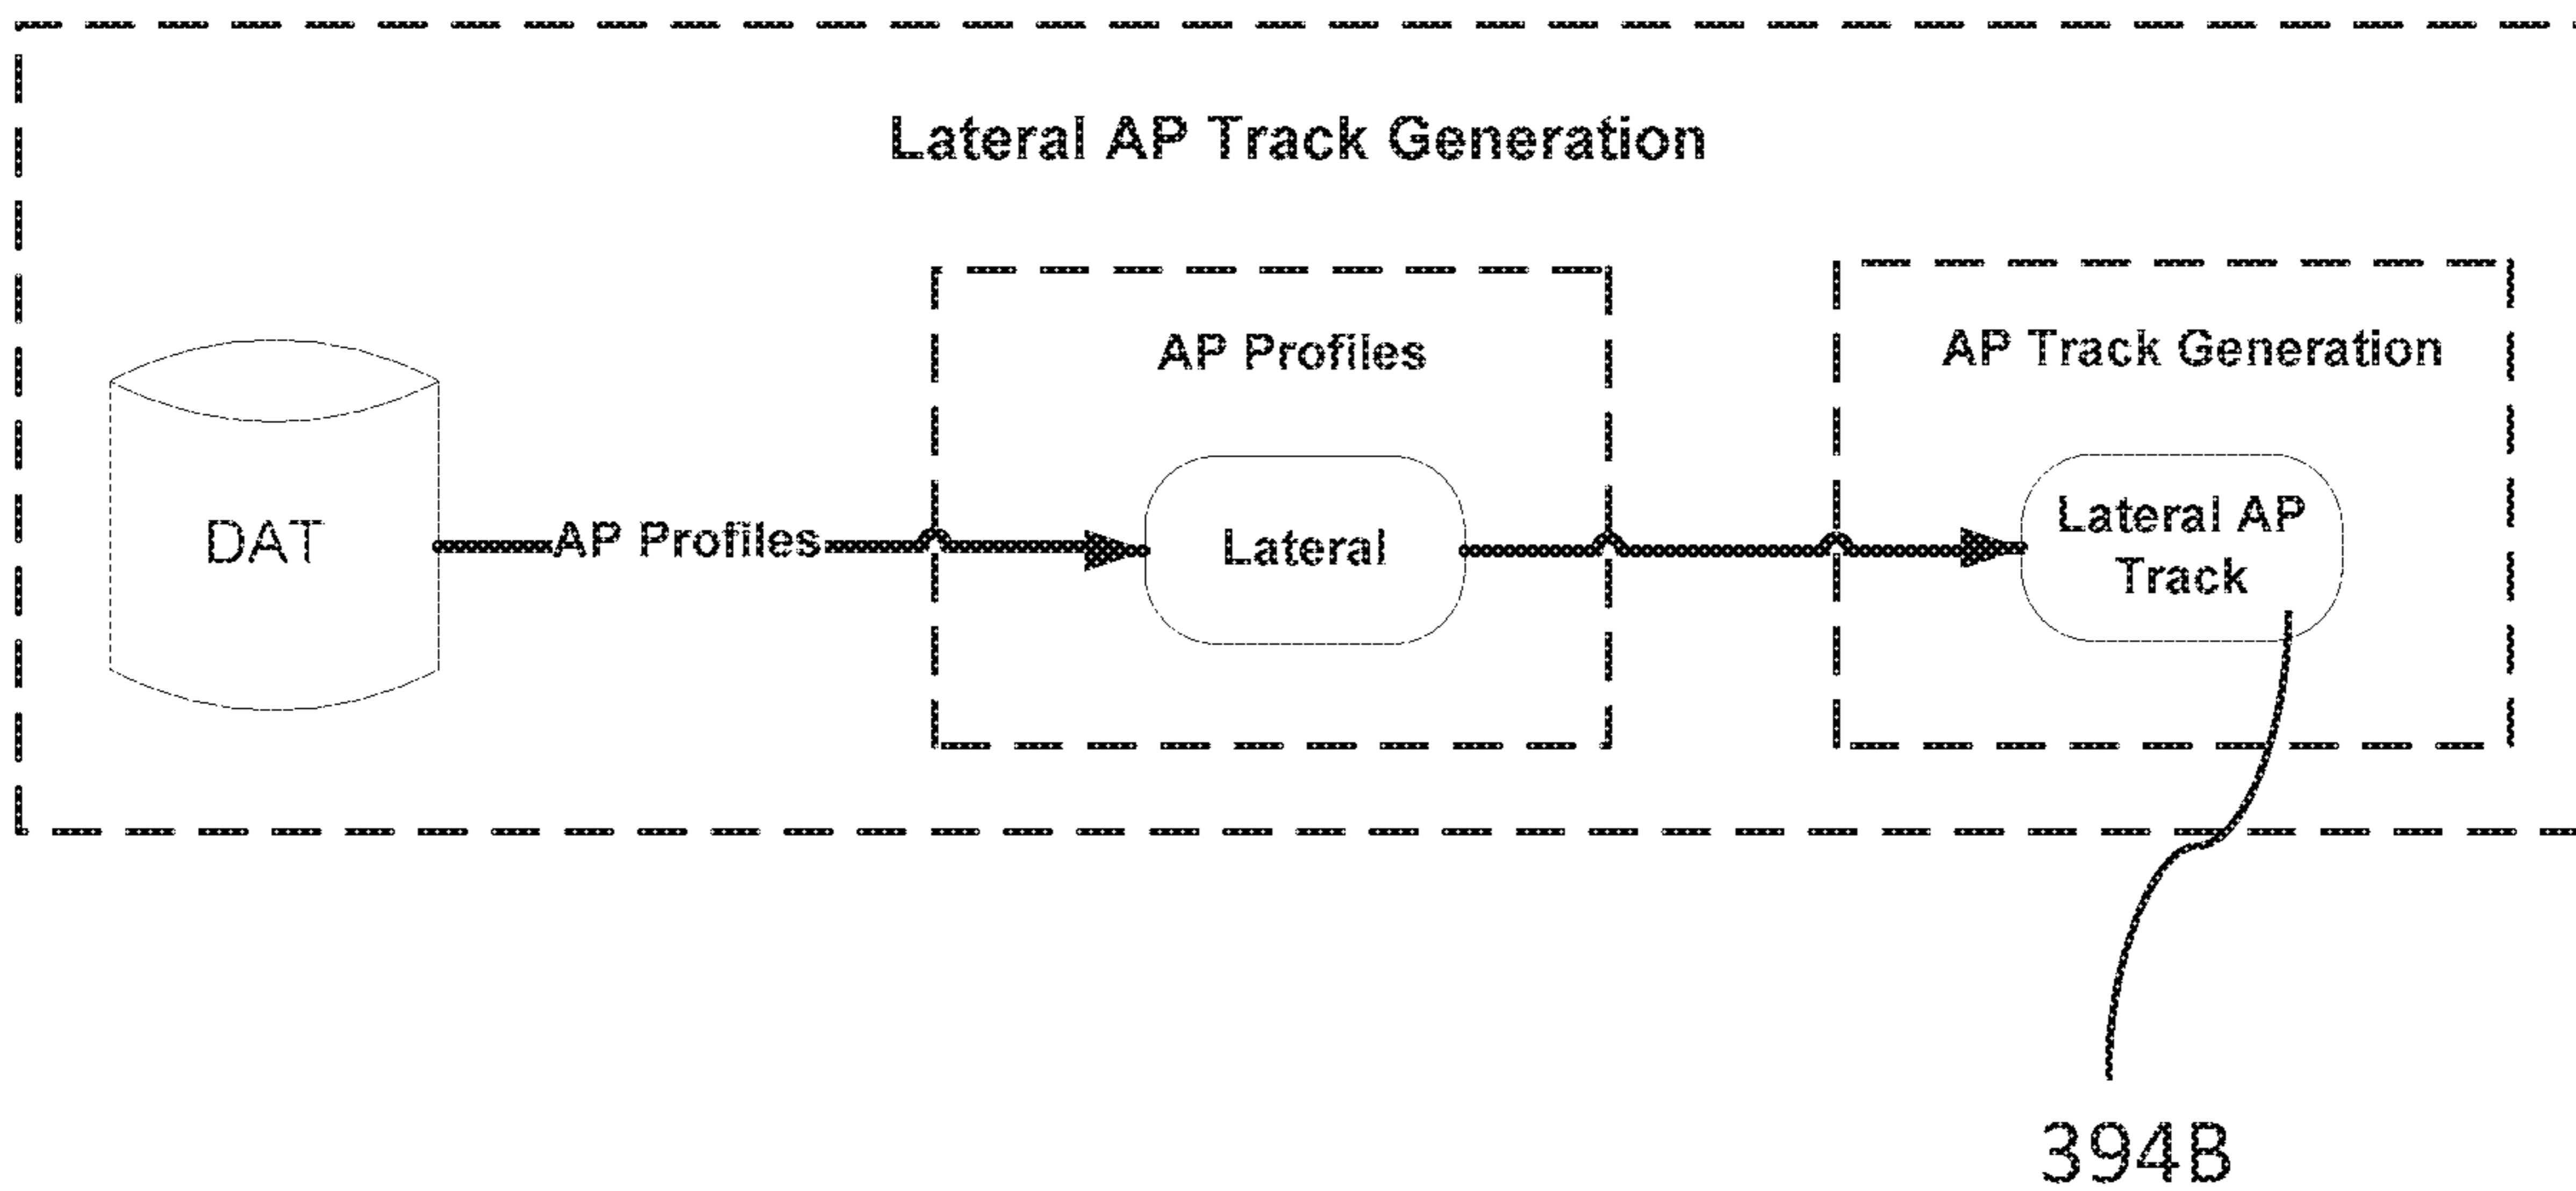 Lateral AP Track Generation
AP Profiles
AP Track Generation
DAT
AP Profiles
Lateral
Lateral AP
Track
394B